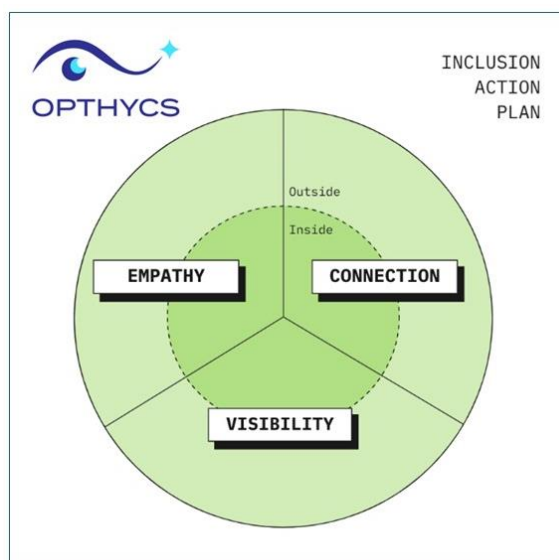 OPTHYCS
INCLUSION
ACTION
PLAN
Outside
Inside
EMPATHY
CONNECTION
VISIBILITY